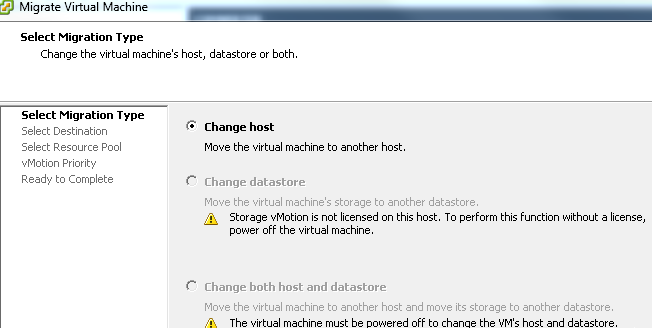 Migrate Virtual Machine
Select Migration Type
Change the virtual machine's host, datastore or both.
Select Migration Type
Select Destination
Select Resource Pool
vMotion Priority
Ready to Complete
Change host
Move the virtual machine to another host.
Change datastore
Move the virtual machine's storage to another datastore.
Storage vMotion is not licensed on this host. To perform this function without a license,
power off the virtual machine.
Change both host and datastore
Move the virtual machine to another host and move its storage to another datastore.
The virtual machine must be powered off to change the VM's host and datastore.